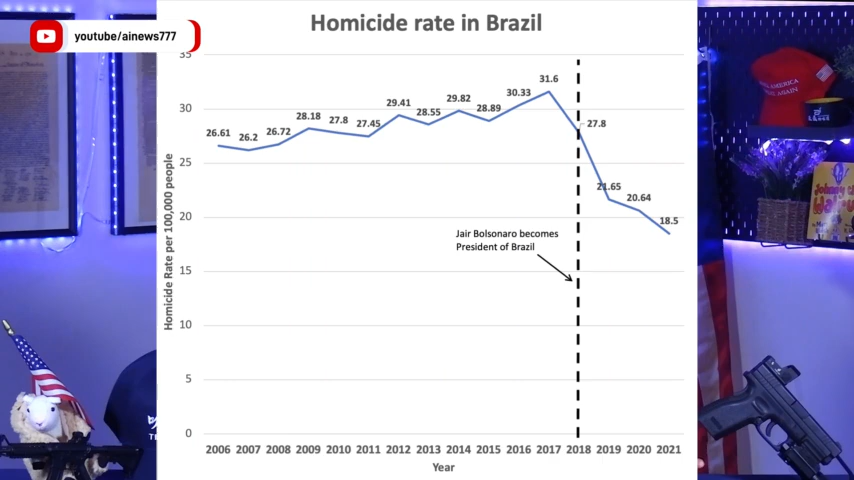 Homicide rate in Brazil
youtube/ainews777
Homicide Rate per 100,000 people
35
30
25
20
15
10
5
0
26.61
26.2
26.72
28.18
27.8
27.45
29.41
28.55
29.82
28.89
30.33
31.6
27.8
21.65
20.64
18.5
Jair Bolsonaro becomes
President of Brazil
2006 2007 2008 2009 2010 2011 2012 2013 2014 2015 2016 2017 2018 2019 2020 2021
Year
AGAIN
Johnny